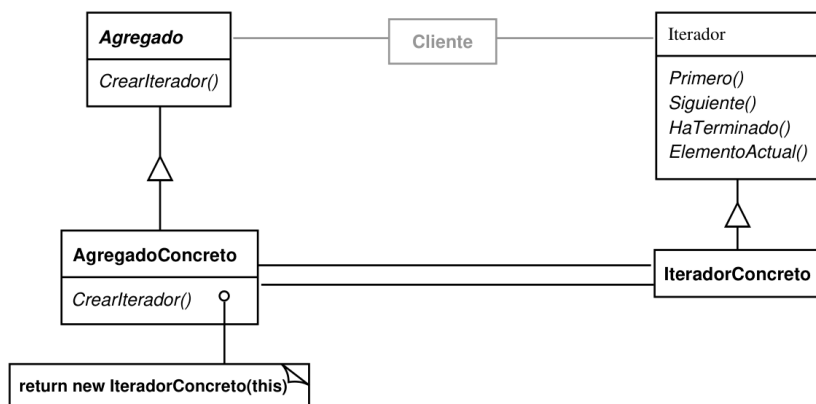 Agregado
CrearIterador()
Cliente
Iterador
Primero()
Siguiente()
HaTerminado()
ElementoActual()
AgregadoConcreto
CrearIterador()
IteradorConcreto
return new IteradorConcreto(this)